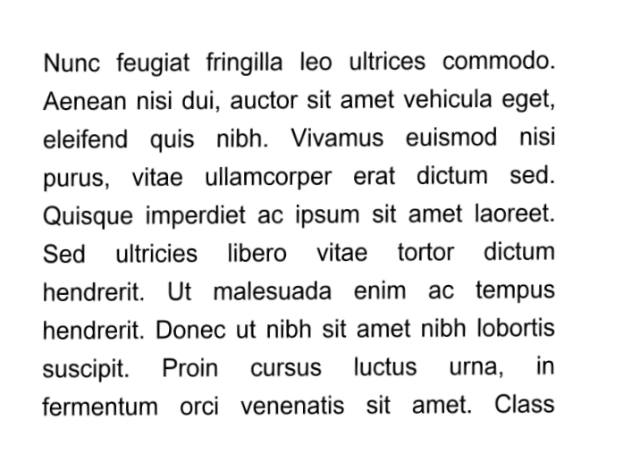 Nunc feugiat fringilla leo ultrices commodo.
Aenean nisi dui, auctor sit amet vehicula eget,
eleifend quis nibh. Vivamus euismod nisi
purus, vitae ullamcorper erat dictum sed.
Quisque imperdiet ac ipsum sit amet laoreet.
Sed ultricies libero vitae tortor dictum
hendrerit. Ut malesuada enim ac tempus
hendrerit. Donec ut nibh sit amet nibh lobortis
suscipit. Proin cursus luctus urna, in
fermentum orci venenatis sit amet. Class